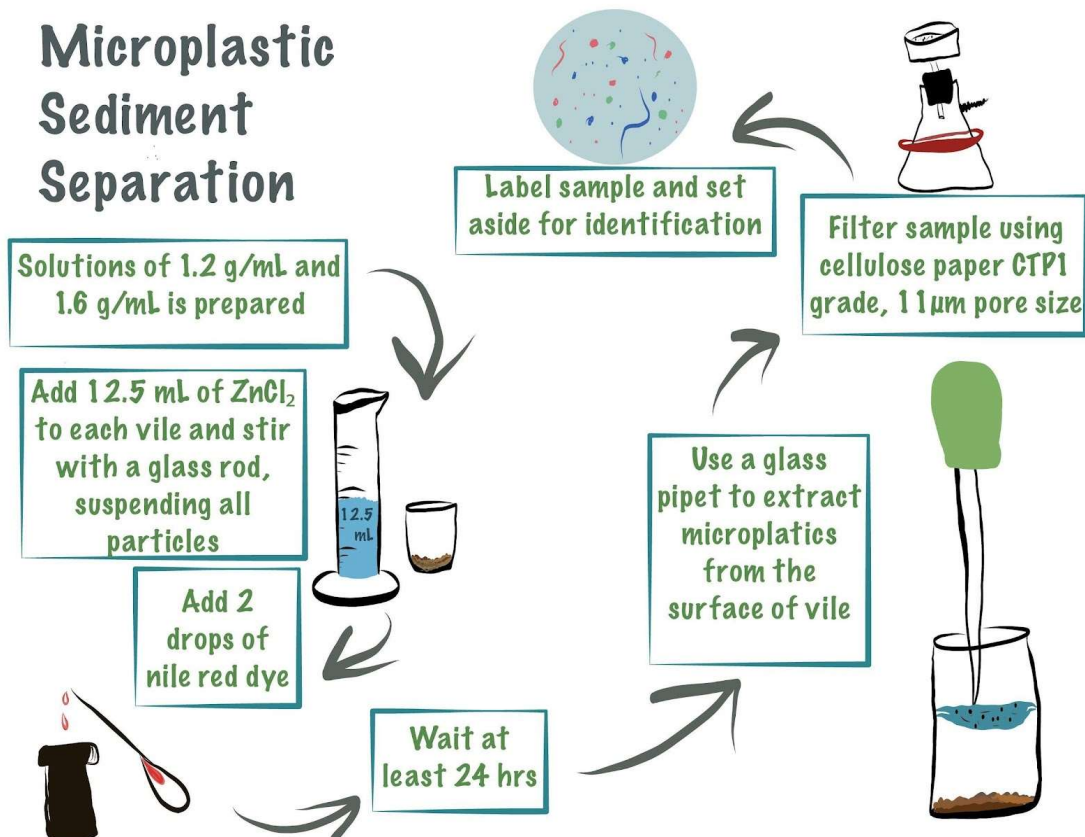 Microplastic
Sediment
Separation
Solutions of 1.2 g/mL and
1.6 g/mL is prepared
Add 12.5 mL of ZnCl₂
to each vile and stir
with a glass rod,
suspending all
particles
12.5
mL
Add 2
drops of
nile red dye
Wait at
least 24 hrs
Use a glass
pipet to extract
microplatics
from the
surface of vile
Filter sample using
cellulose paper CTP1
grade, 11μm pore size
Label sample and set
aside for identification